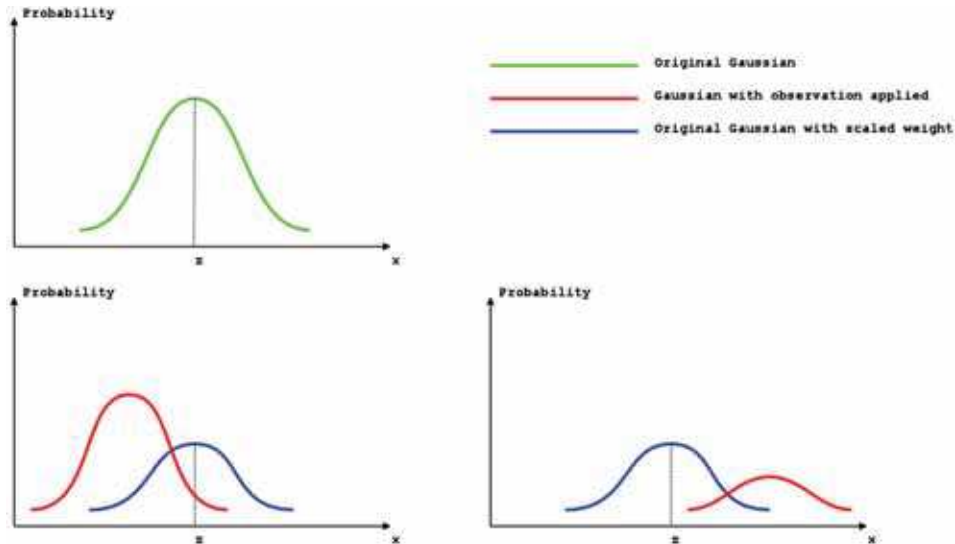 Probability
Original Gaussian
Gaussian with observation applied
Original Gaussian with scaled weight
z
x
Probability
Probability
z
x
z
x